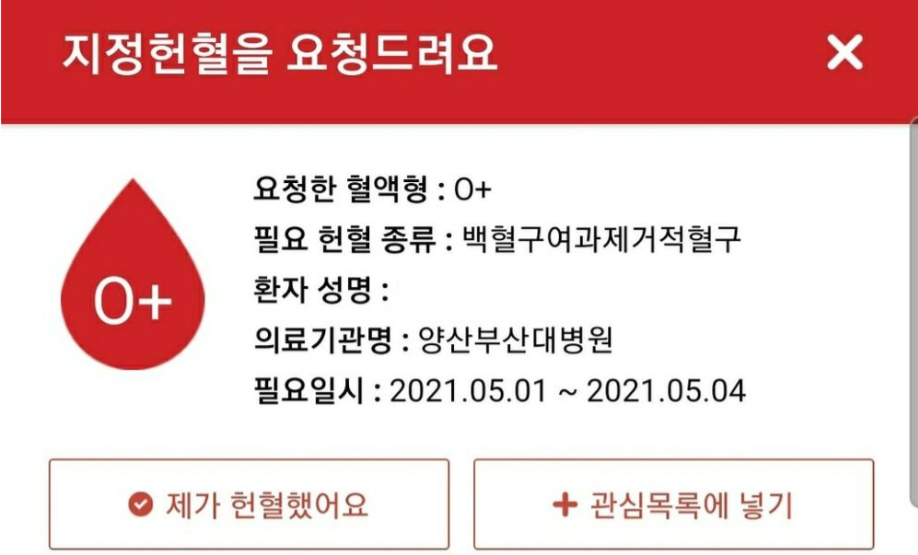 지정헌혈을 요청드려요
요청한 혈액형 : O+
필요 헌혈 종류 : 백혈구여과제거적혈구
O+
환자 성명 :
의료기관명 : 양산부산대병원
필요일시 : 2021.05.01 ~ 2021.05.04
제가 헌혈했어요
+ 관심목록에 넣기